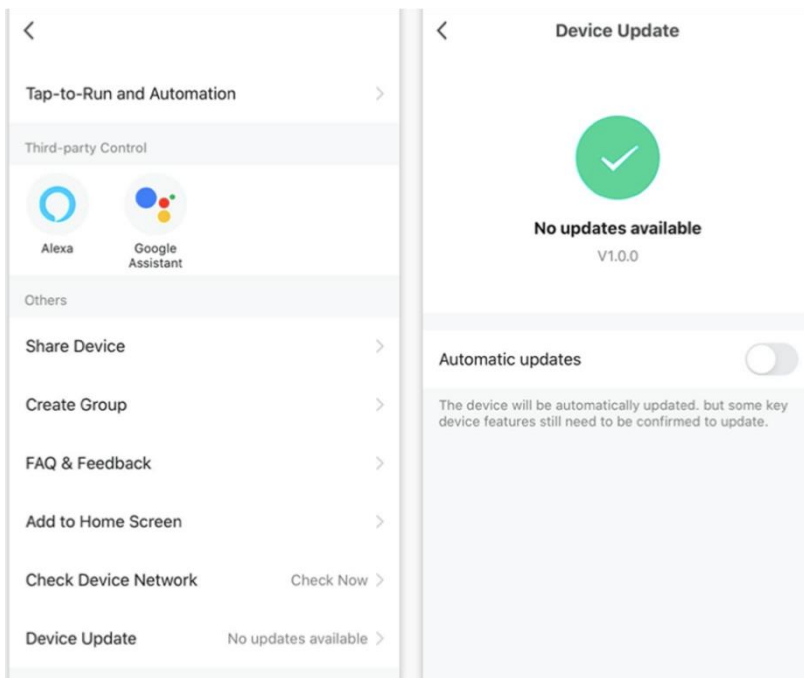 Tap-to-Run and Automation
Third-party Control
Alexa
Google
Assistant
Others
Share Device
Create Group
FAQ & Feedback
Add to Home Screen
Check Device Network Check Now
Device Update No updates available
Device Update
No updates available
V1.0.0
Automatic updates
The device will be automatically updated. but some key
device features still need to be confirmed to update.